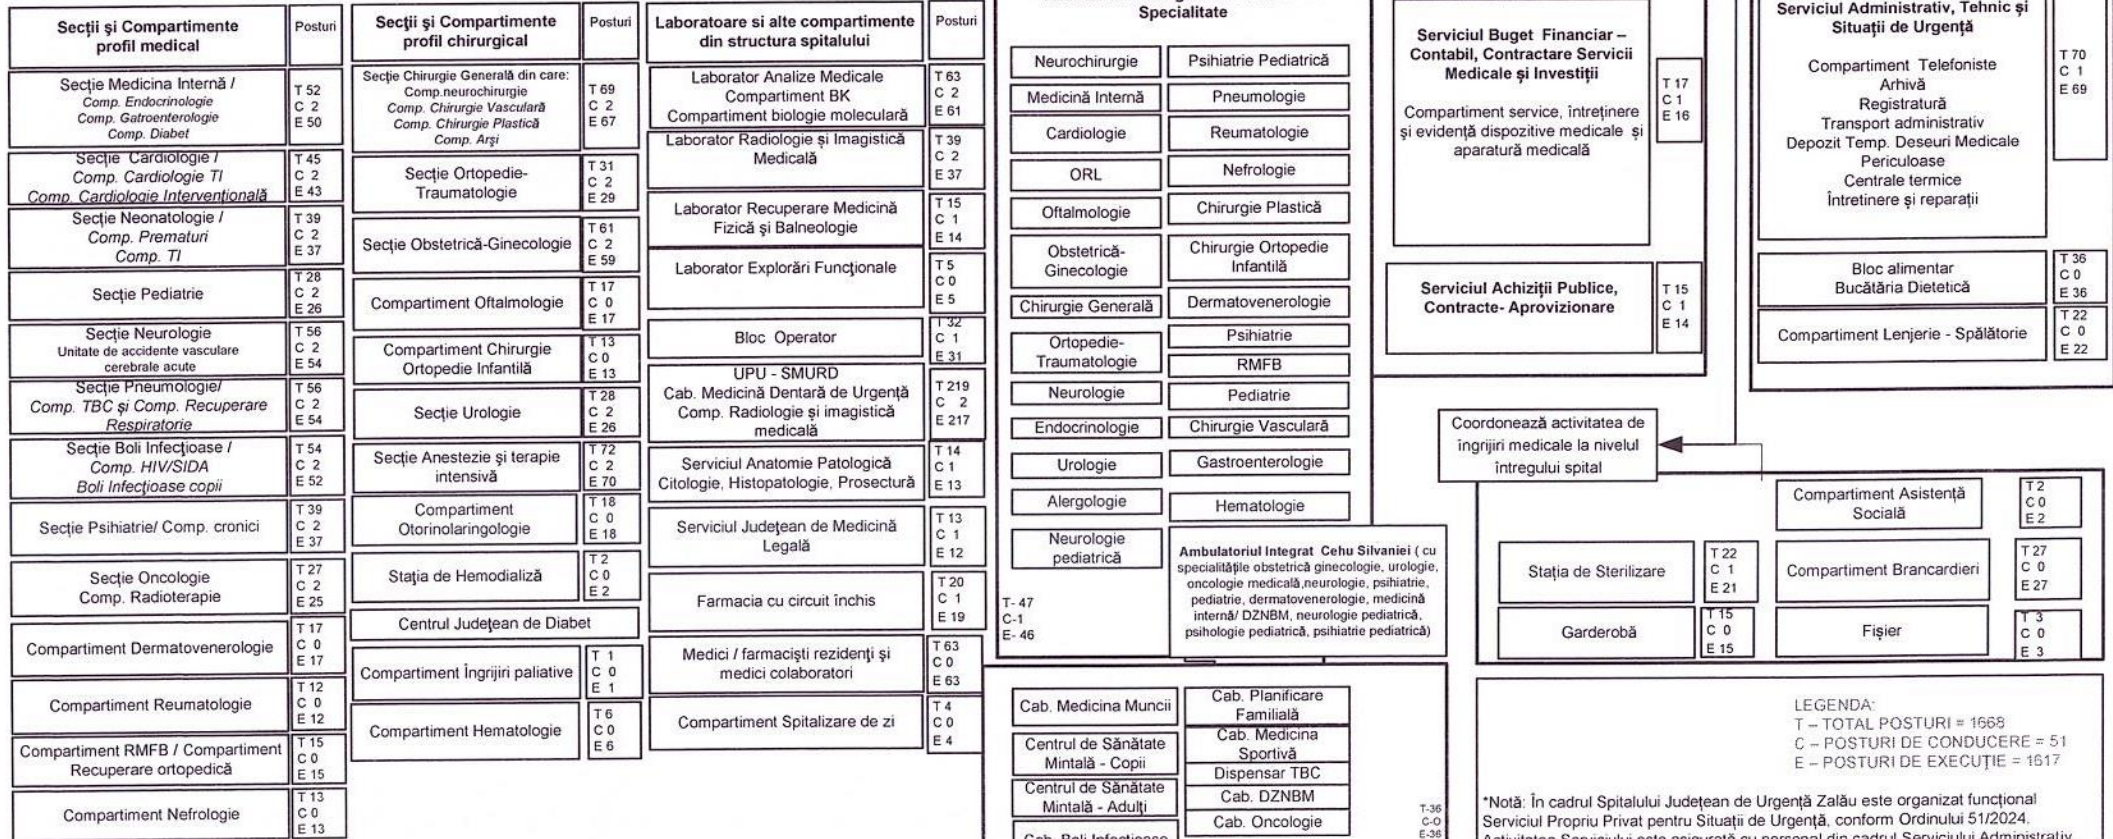 Secţii şi Compartimente
profil medical
Posturi
Secţie Medicina Internă /
Comp. Endocrinologie
Comp. Gatroenterologie
Comp. Diabet
T 52
C 2
E 50
Secţie Cardiologie /
Comp. Cardiologie TI
Comp. Cardiologie Intervenţională
T 45
C 2
E 43
Secţie Neonatologie /
Comp. Prematuri
Comp. TI
T 39
C 2
E 37
Secţie Pediatrie
T 28
C 2
E 26
Secţie Neurologie
Unitate de accidente vasculare
cerebrale acute
T 56
C 2
E 54
Secţie Pneumologie/
Comp. TBC şi Comp. Recuperare
Respiratorie
T 56
C 2
E 54
Secţie Boli Infecţioase /
Comp. HIV/SIDA
Boli Infecţioase copii
T 54
C 2
E 52
Secţie Psihiatrie/ Comp. cronici
T 39
C 2
E 37
Secţie Oncologie
Comp. Radioterapie
T 27
C 2
E 25
Compartiment Dermatovenerologie
T 17
C 0
E 17
Compartiment Reumatologie
T 12
C 0
E 12
Compartiment RMFB / Compartiment
Recuperare ortopedică
T 15
C 0
E 15
Compartiment Nefrologie
T 13
C 0
E 13
Secţii şi Compartimente
profil chirurgical
Posturi
Secţie Chirurgie Generală din care:
Comp.neurochirurgie
Comp. Chirurgie Vasculară
Comp. Chirurgie Plastică
Comp. Arşi
T 69
C 2
E 67
Secţie Ortopedie-
Traumatologie
T 31
C 2
E 29
Secţie Obstetrică-Ginecologie
T 61
C 2
E 59
Compartiment Oftalmologie
T 17
C 0
E 17
Compartiment Chirurgie
Ortopedie Infantilă
T 13
C 0
E 13
Secţie Urologie
T 28
C 2
E 26
Secţie Anestezie şi terapie
intensivă
T 72
C 2
E 70
Compartiment
Otorinolaringologie
T 18
C 0
E 18
Staţia de Hemodializă
T 2
C 0
E 2
Centrul Judeţean de Diabet
Compartiment Îngrijiri paliative
T 1
C 0
E 1
Compartiment Hematologie
T 6
C 0
E 6
Laboratoare si alte compartimente
din structura spitalului
Posturi
Laborator Analize Medicale
Compartiment BK
Compartiment biologie moleculară
T 63
C 2
E 61
Laborator Radiologie şi Imagistică
Medicală
T 39
C 2
E 37
Laborator Recuperare Medicină
Fizică şi Balneologie
T 15
C 1
E 14
Laborator Explorări Funcţionale
T 5
C 0
E 5
Bloc Operator
T 32
C 1
E 31
UPU - SMURD
Cab. Medicină Dentară de Urgenţă
Comp. Radiologie şi imagistică
medicală
T 219
C 2
E 217
Serviciul Anatomie Patologică
Citologie, Histopatologie, Prosectură
T 14
C 1
E 13
Serviciul Judeţean de Medicină
Legală
T 13
C 1
E 12
Farmacia cu circuit închis
T 20
C 1
E 19
Medici / farmacişti rezidenţi şi
medici colaboratori
T 63
C 0
E 63
Compartiment Spitalizare de zi
T 4
C 0
E 4
Specialitate
Neurochirurgie
Psihiatrie Pediatrică
Medicină Internă
Pneumologie
Cardiologie
Reumatologie
ORL
Nefrologie
Oftalmologie
Chirurgie Plastică
Obstetrică-
Ginecologie
Chirurgie Ortopedie
Infantilă
Chirurgie Generală
Dermatovenerologie
Ortopedie-
Traumatologie
Psihiatrie
RMFB
Neurologie
Pediatrie
Endocrinologie
Chirurgie Vasculară
Urologie
Gastroenterologie
Alergologie
Hematologie
Neurologie
pediatrică
Ambulatoriul Integrat Cehu Silvaniei ( cu
specialităţile obstetrică ginecologie, urologie,
oncologie medicală,neurologie, psihiatrie,
pediatrie, dermatovenerologie, medicină
internă/ DZNBM, neurologie pediatrică,
psihologie pediatrică, psihiatrie pediatrică)
T- 47
C-1
E- 46
Cab. Medicina Muncii
Cab. Planificare
Familială
Centrul de Sănătate
Mintală - Copii
Cab. Medicina
Sportivă
Dispensar TBC
Centrul de Sănătate
Mintală - Adulţi
Cab. DZNBM
Cab. Oncologie
Cab. Boli Infectioase
T-36
C-O
E-36
Serviciul Buget Financiar –
Contabil, Contractare Servicii
Medicale şi Investiţii
Compartiment service, întreţinere
şi evidenţă dispozitive medicale şi
aparatură medicală
T 17
C 1
E 16
Serviciul Achiziţii Publice,
Contracte- Aprovizionare
T 15
C 1
E 14
Serviciul Administrativ, Tehnic şi
Situaţii de Urgenţă
Compartiment Telefoniste
Arhivă
Registratură
Transport administrativ
Depozit Temp. Deseuri Medicale
Periculoase
Centrale termice
Întretinere şi reparaţii
T 70
C 1
E 69
Bloc alimentar
Bucătăria Dietetică
T 36
C 0
E 36
Compartiment Lenjerie - Spălătorie
T 22
C 0
E 22
Coordonează activitatea de
îngrijiri medicale la nivelul
întregului spital
Compartiment Asistenţă
Socială
T 2
C 0
E 2
Staţia de Sterilizare
T 22
C 1
E 21
Compartiment Brancardieri
T 27
C 0
E 27
Garderobă
T 15
C 0
E 15
Fişier
T 3
C 0
E 3
LEGENDA:
T – TOTAL POSTURI = 1668
C – POSTURI DE CONDUCERE = 51
E – POSTURI DE EXECUŢIE = 1617
*Notă: În cadrul Spitalului Judeţean de Urgenţă Zalău este organizat funcţional
Serviciul Propriu Privat pentru Situaţii de Urgenţă, conform Ordinului 51/2024.
Activitatea Serviciului este asigurată cu personal din cadrul Serviciului Administrativ